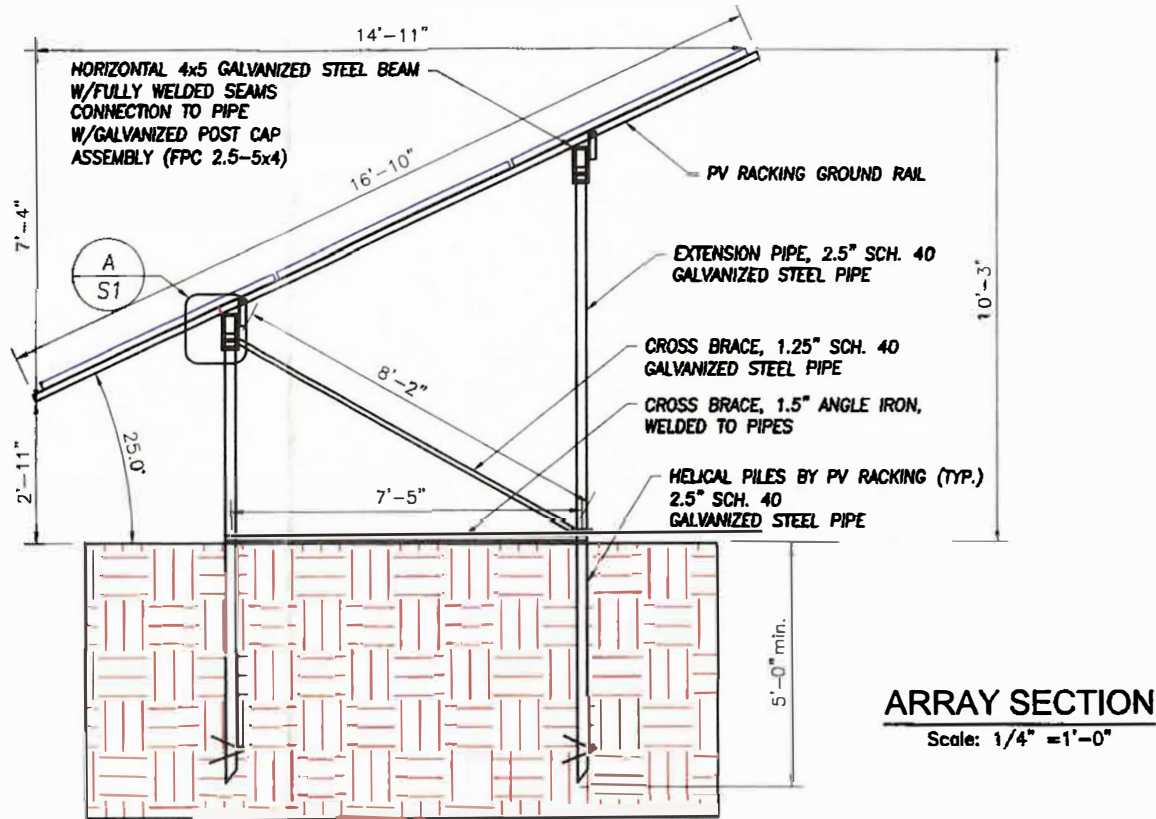 14'-11"
HORIZONTAL 4x5 GALVANIZED STEEL BEAM
W/FULLY WELDED SEAMS
CONNECTION TO PIPE
W/GALVANIZED POST CAP
ASSEMBLY (FPC 2.5-5x4)
16'-10"
PV RACKING GROUND RAIL
7'-4"
A
S1
EXTENSION PIPE, 2.5" SCH. 40
GALVANIZED STEEL PIPE
10'-3"
CROSS BRACE, 1.25" SCH. 40
GALVANIZED STEEL PIPE
8'-2"
CROSS BRACE, 1.5" ANGLE IRON,
WELDED TO PIPES
25.0°
2'-11"
7'-5"
HELICAL PILES BY PV RACKING (TYP.)
2.5" SCH. 40
GALVANIZED STEEL PIPE
5'-0" min.
ARRAY SECTION
Scale: 1/4" =1'-0"